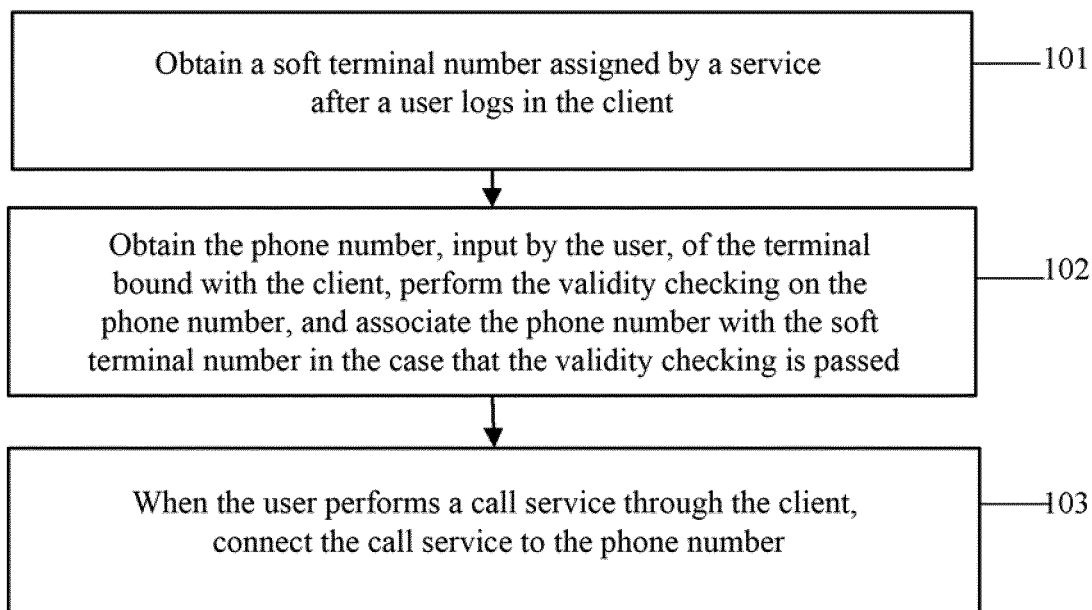 Obtain a soft terminal number assigned by a service
after a user logs in the client
101
Obtain the phone number, input by the user, of the terminal
bound with the client, perform the validity checking on the
phone number, and associate the phone number with the soft
terminal number in the case that the validity checking is passed
102
When the user performs a call service through the client,
connect the call service to the phone number
103